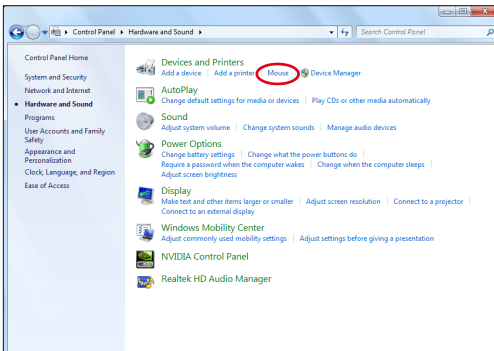 Control Panel Hardware and Sound Search Control Panel
Control Panel Home
System and Security
Network and Internet
Hardware and Sound
Programs
User Accounts and Family
Safety
Appearance and
Personalization
Clock, Language, and Region
Ease of Access
Devices and Printers
Add a device Add a printer Mouse Device Manager
AutoPlay
Change default settings for media or devices Play CDs or other media automatically
Sound
Adjust system volume Change system sounds Manage audio devices
Power Options
Change battery settings Change what the power buttons do
Require a password when the computer wakes Change when the computer sleeps
Adjust screen brightness
Display
Make text and other items larger or smaller Adjust screen resolution Connect to a projector
Connect to an external display
Windows Mobility Center
Adjust commonly used mobility settings Adjust settings before giving a presentation
NVIDIA Control Panel
Realtek HD Audio Manager